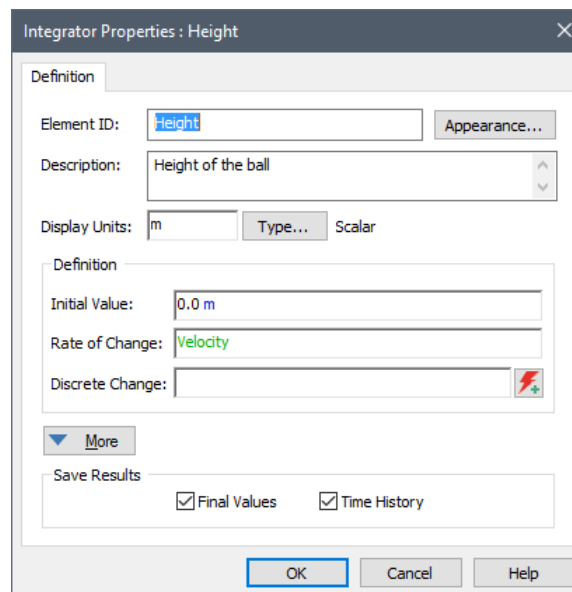 Integrator Properties : Height
Definition
Element ID: Height Appearance...
Description: Height of the ball
Display Units: m Type... Scalar
Definition
Initial Value: 0.0 m
Rate of Change: Velocity
Discrete Change:
More
Save Results
Final Values Time History
OK Cancel Help